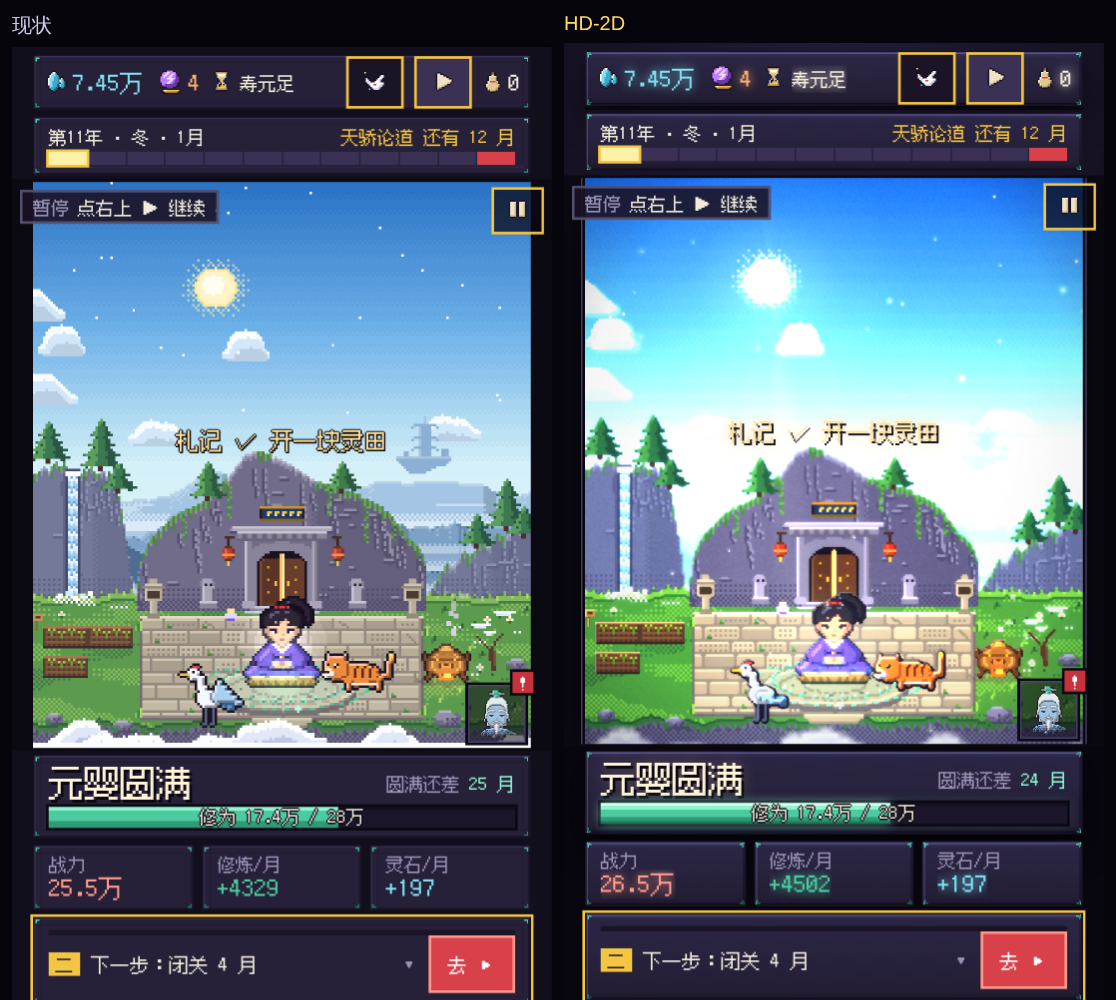 现状
7.45万 4 寿元足 0
第11年 · 冬 · 1月 天骄论道 还有 12 月
暂停 点右上 ▶ 继续
札记 ✓ 开一块灵田
!
元婴圆满 圆满还差 25 月
修为 17.4万 / 28万
战力 修炼/月 灵石/月
25.5万 +4329 +197
二 下一步：闭关 4 月 ▼ 去 ▶
HD-2D
7.45万 4 寿元足 0
第11年 · 冬 · 1月 天骄论道 还有 12 月
暂停 点右上 ▶ 继续
札记 ✓ 开一块灵田
!
元婴圆满 圆满还差 24 月
修为 17.4万 / 28万
战力 修炼/月 灵石/月
26.5万 +4502 +197
二 下一步：闭关 4 月 ▼ 去 ▶